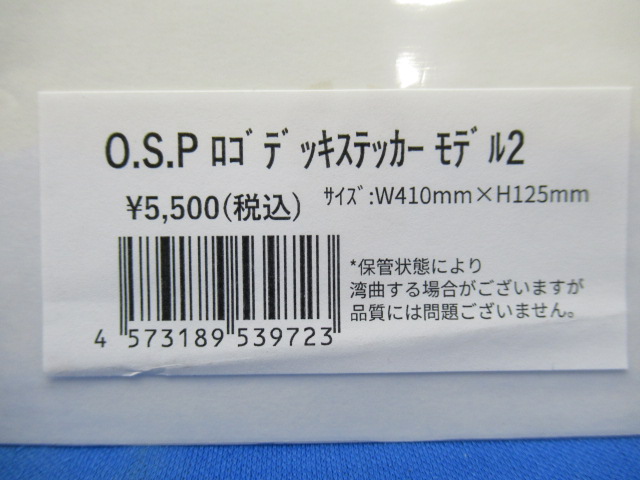 O.S.P ﾛｺﾞ ﾃﾞｯｷｽﾃｯｶｰ ﾓﾃﾞﾙ2
¥5,500(税込) ｻｲｽﾞ:W410mm×H125mm
*保管状態により
湾曲する場合がございますが
品質には問題ございません。
4 573189 539723